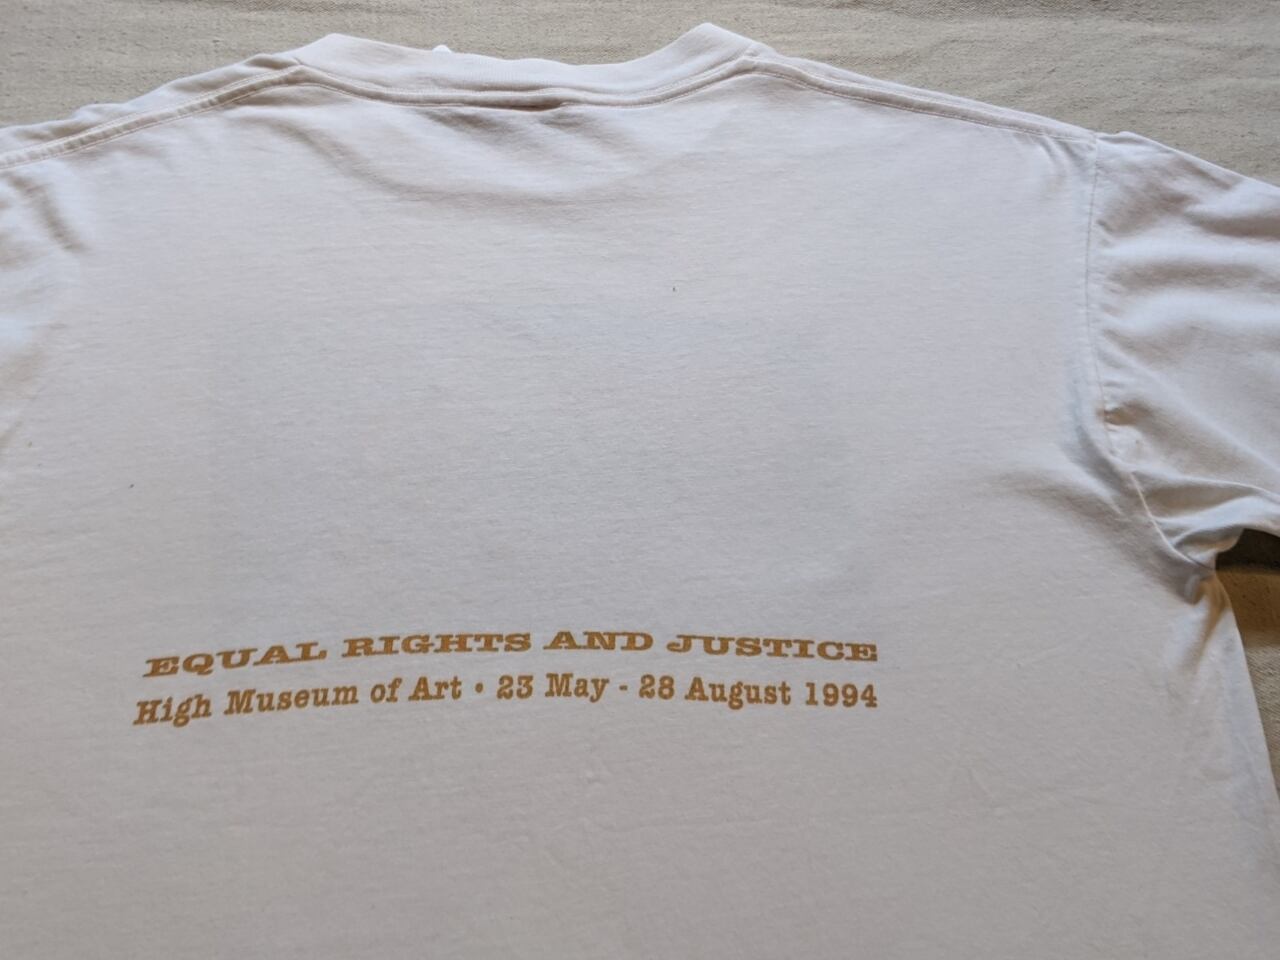 EQUAL RIGHTS AND JUSTICE
High Museum of Art • 23 May - 28 August 1994